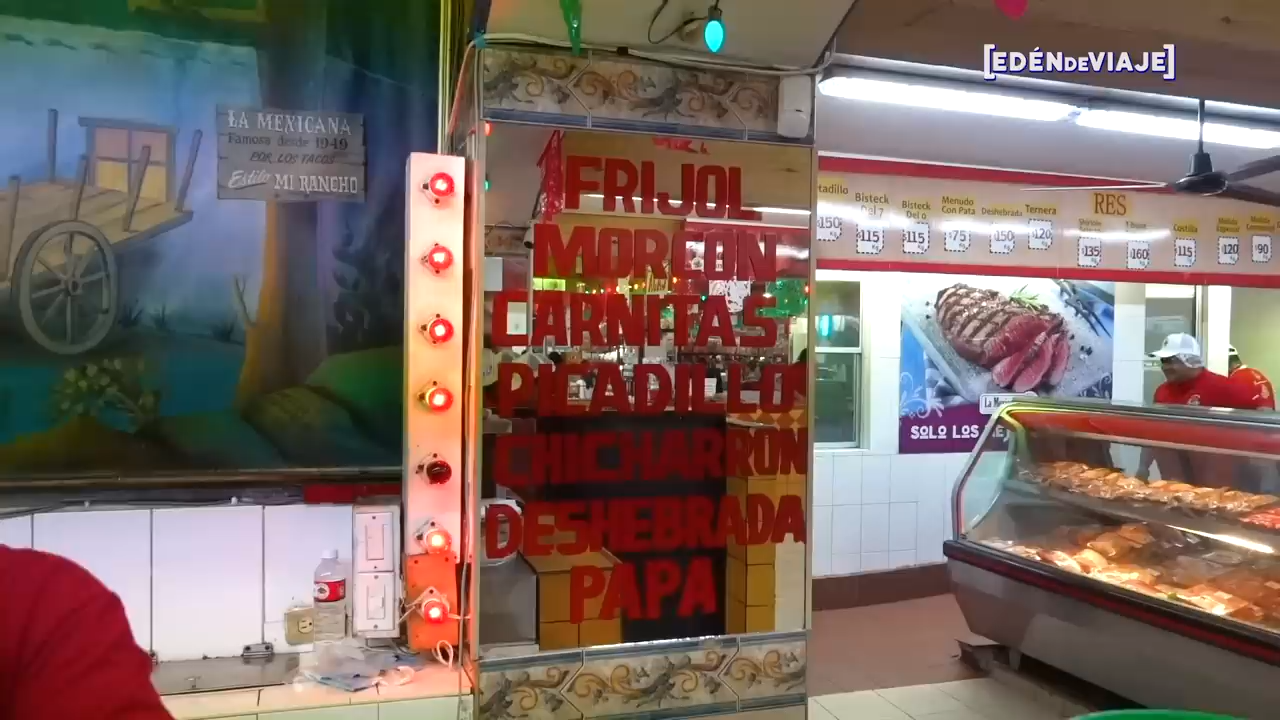 [EDÉNDEVIAJE]
LA MEXICANA
Famosa desde 1949
POR LOS TACOS
Estilo MI RANCHO
FRIJOL
MORCON
CARNITAS
PICADILLO
CHICHARRON
DESHEBRADA
PAPA
RES
Bisteck
115
Bisteck
115
Menudo
Con Pata
75
Deshebrada
150
Ternera
120
135
160
Costilla
115
120
90
150
SOLO LOS